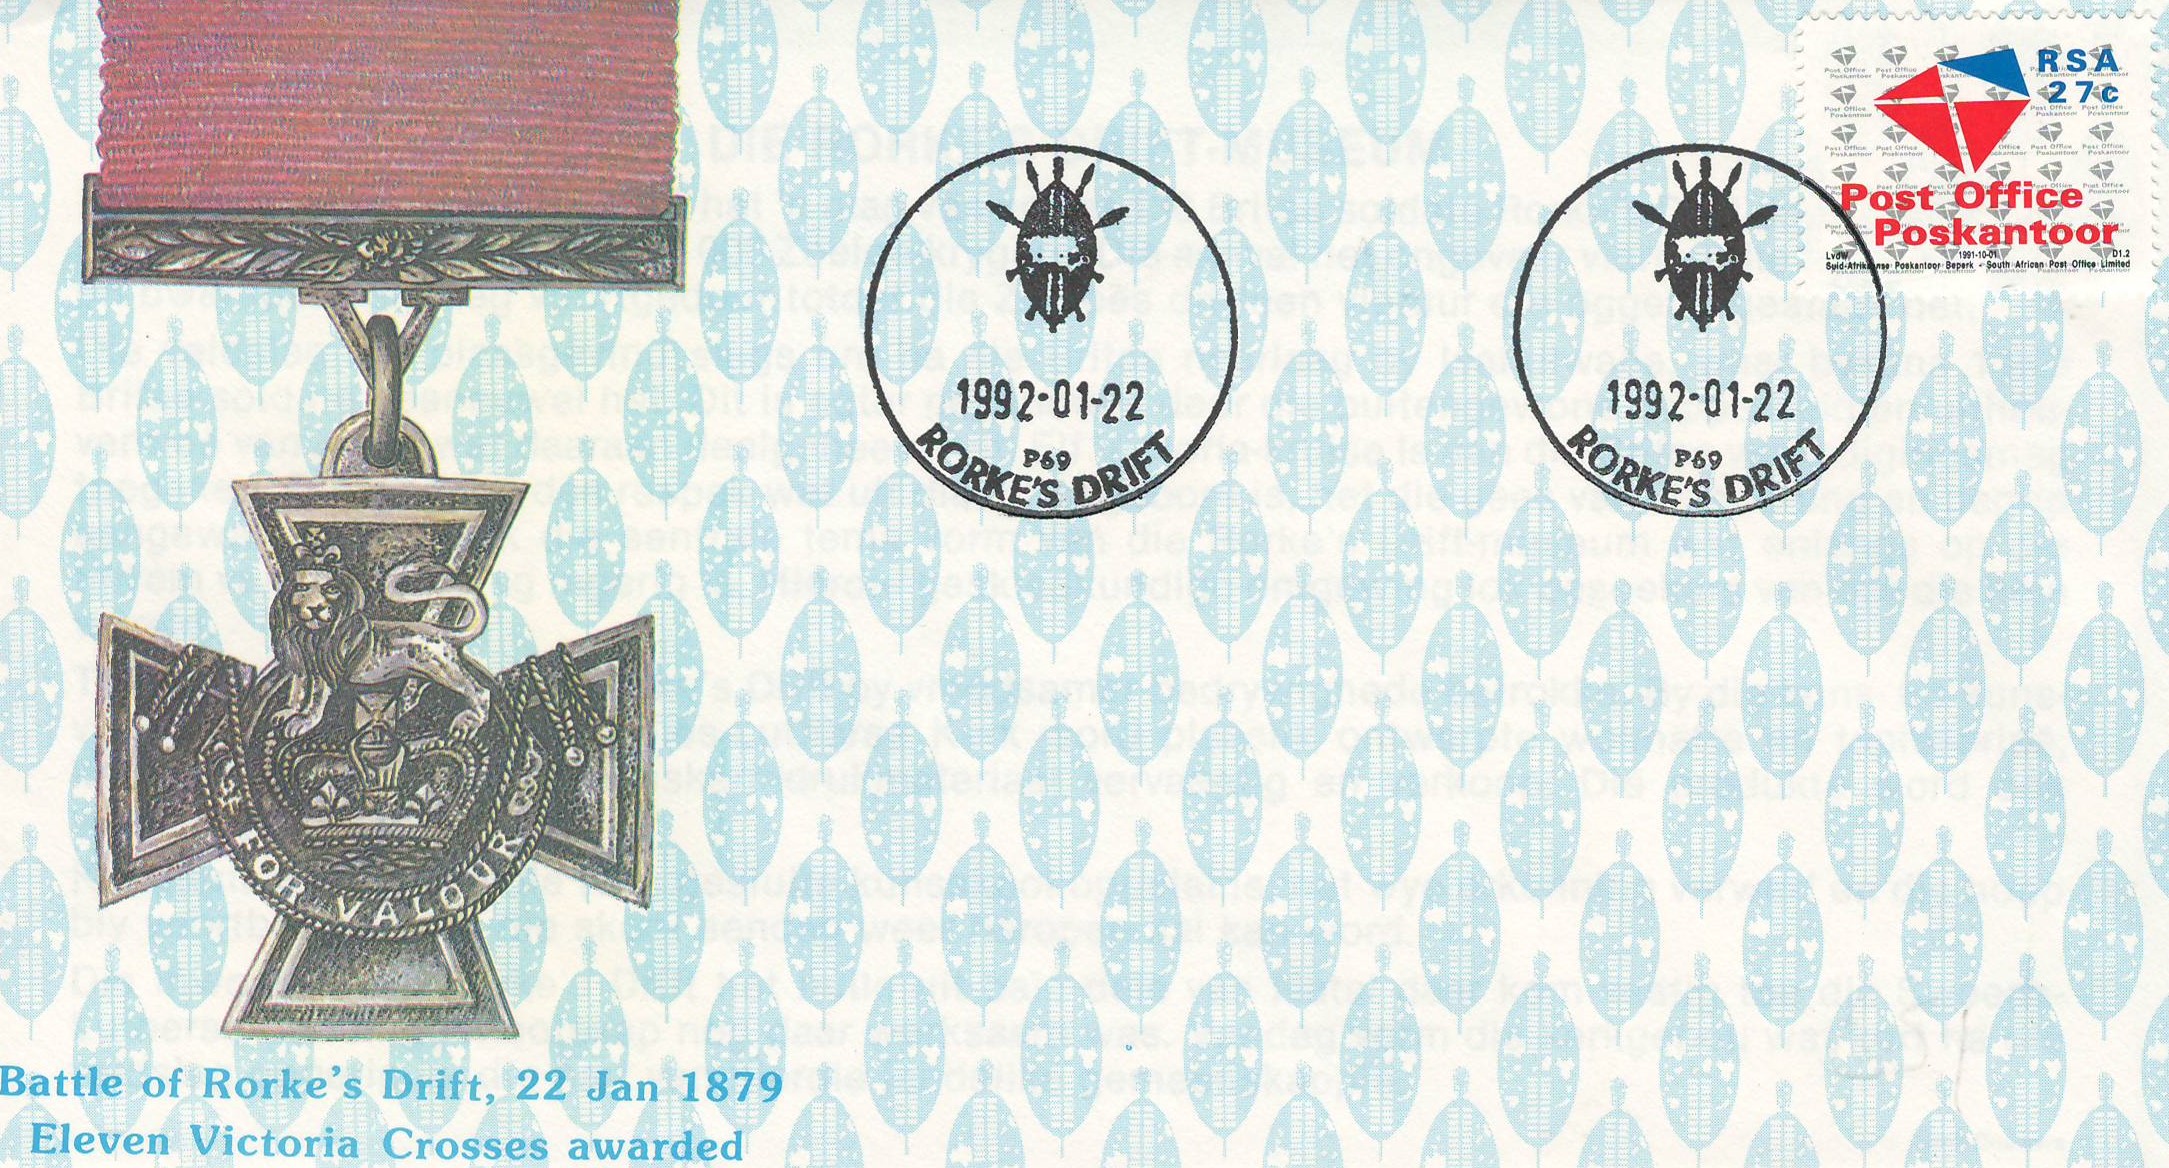 RSA
27c
Post Office
Poskantoor
LvdW 1991-10-01 D1.2
Suid-Afrikaanse Poskantoor Beperk - South African Post Office Limited
1992-01-22
P69
RORKE'S DRIFT
1992-01-22
P69
RORKE'S DRIFT
FOR VALOUR
Battle of Rorke's Drift, 22 Jan 1879
Eleven Victoria Crosses awarded